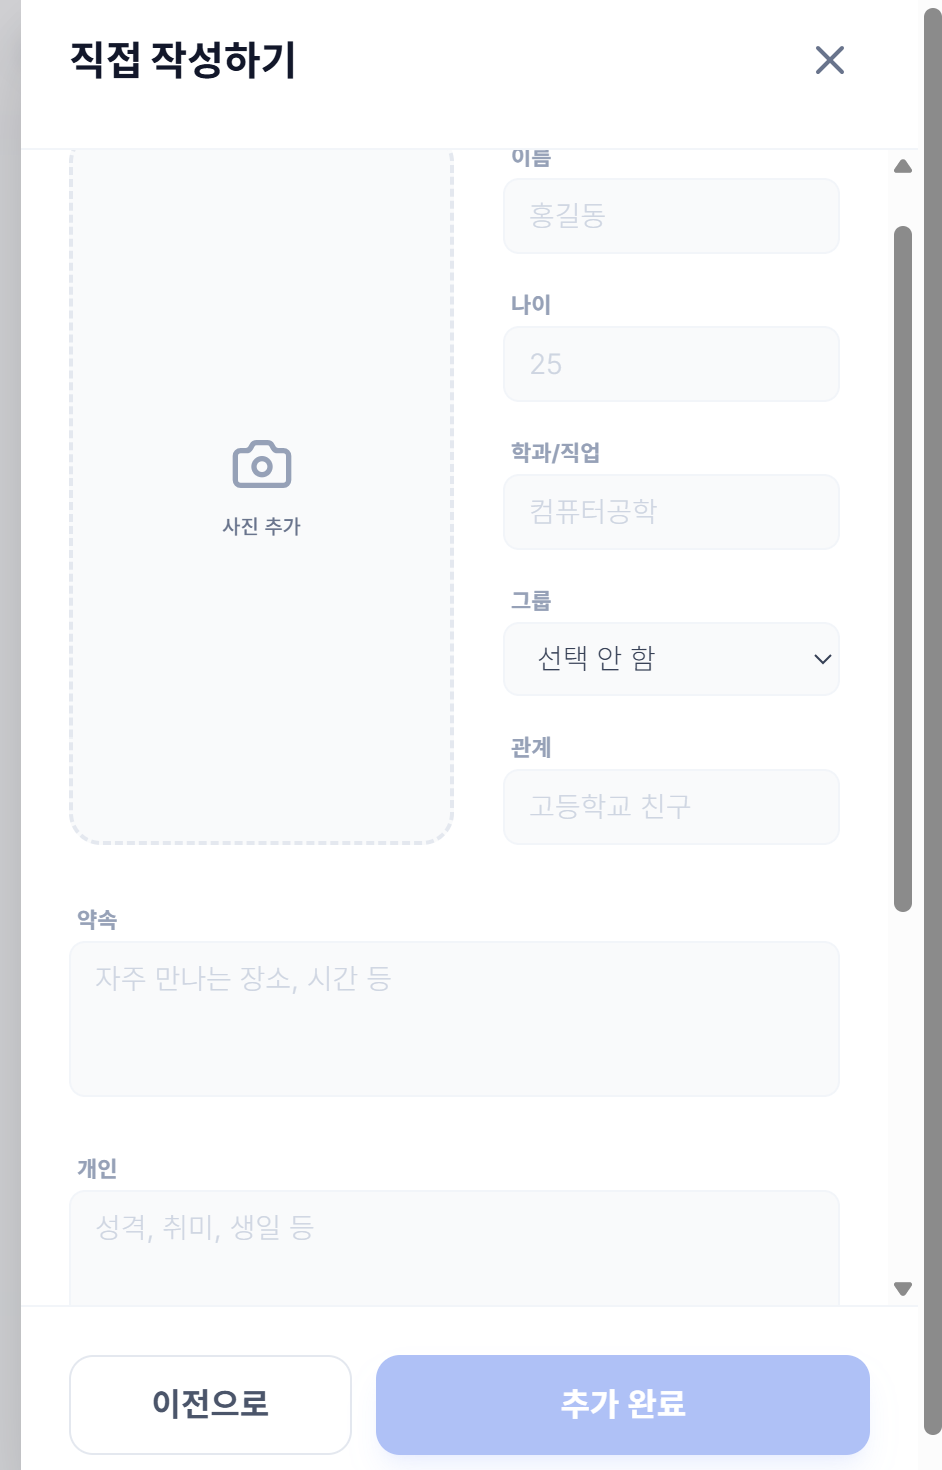 직접 작성하기
이름
홍길동
나이
25
학과/직업
컴퓨터공학
사진 추가
그룹
선택 안 함
관계
고등학교 친구
약속
자주 만나는 장소, 시간 등
개인
성격, 취미, 생일 등
이전으로
추가 완료